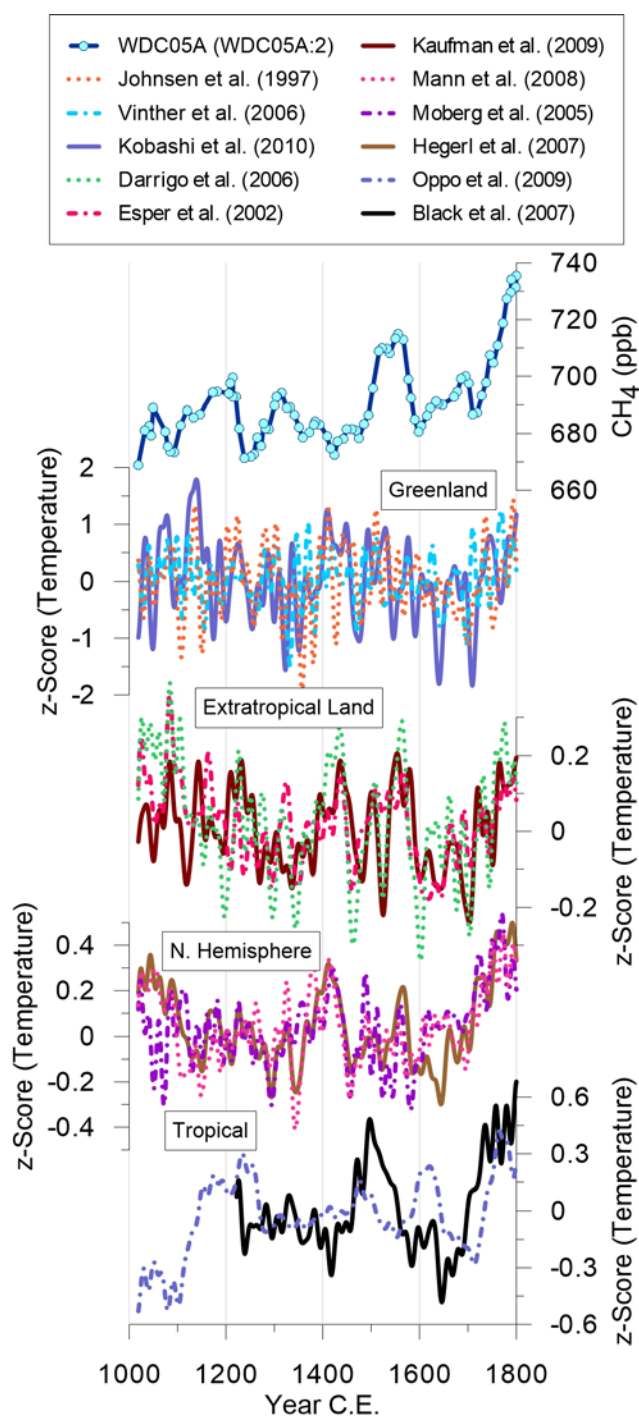 WDC05A (WDC05A:2)
Kaufman et al. (2009)
Johnsen et al. (1997)
Mann et al. (2008)
Vinther et al. (2006)
Moberg et al. (2005)
Kobashi et al. (2010)
Hegerl et al. (2007)
Darrigo et al. (2006)
Oppo et al. (2009)
Esper et al. (2002)
Black et al. (2007)
740
720
700
680
660
CH₄ (ppb)
2
1
0
-1
-2
z-Score (Temperature)
Greenland
Extratropical Land
0.2
0
-0.2
z-Score (Temperature)
0.4
0.2
0
-0.2
-0.4
z-Score (Temperature)
N. Hemisphere
Tropical
0.6
0.3
0
-0.3
-0.6
z-Score (Temperature)
1000
1200
1400
1600
1800
Year C.E.